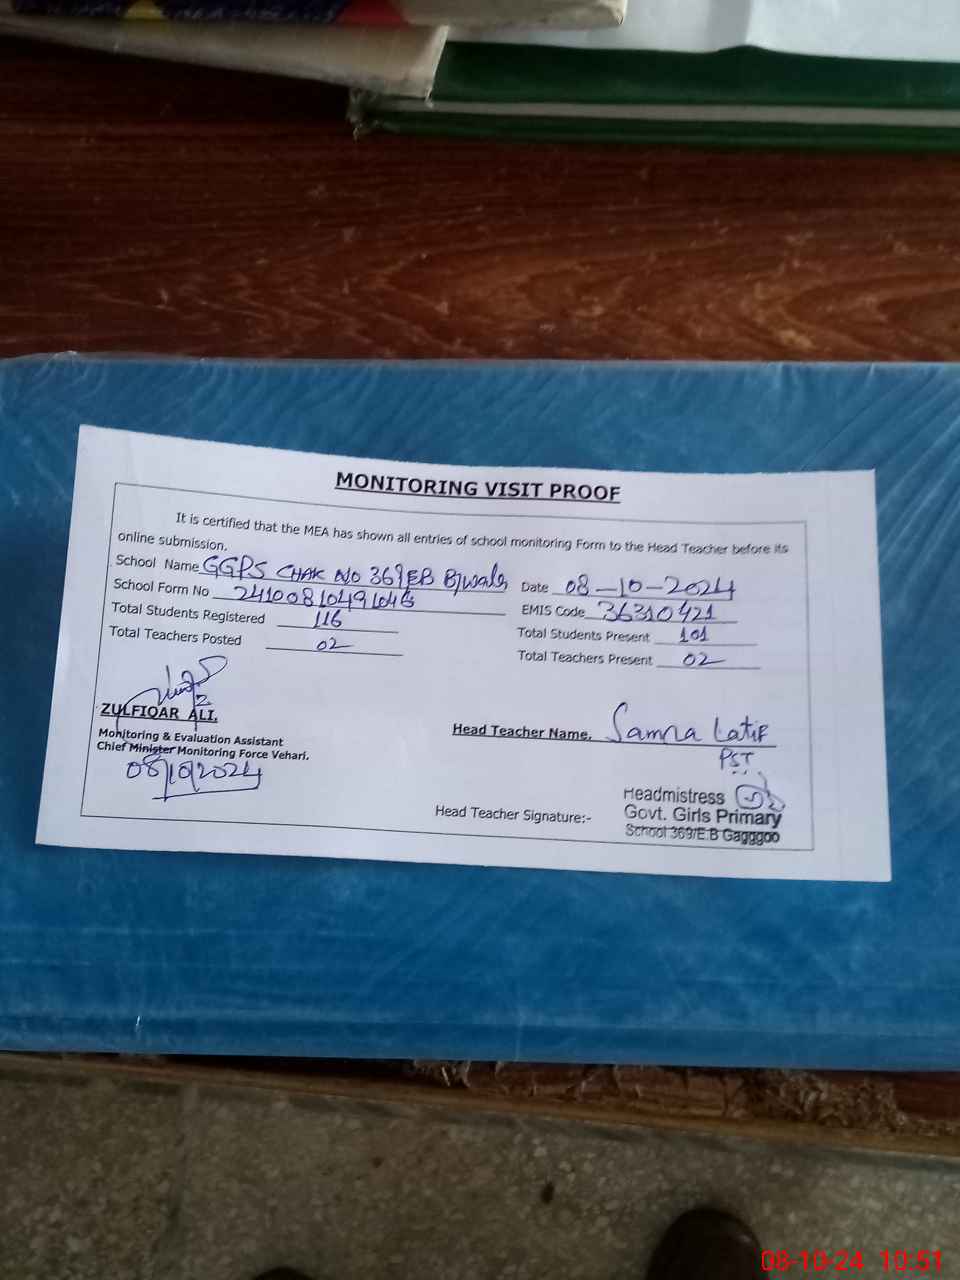 MONITORING VISIT PROOF
It is certified that the MEA has shown all entries of school monitoring Form to the Head Teacher before its
online submission.
School Name GGPS CHAK NO 369EB
Date 08-10-2024
School Form No 24100810491046
EMIS Code 36310421
Total Students Registered 116
Total Students Present 101
Total Teachers Posted 02
Total Teachers Present 02
ZULFIQAR ALI.
Monitoring & Evaluation Assistant
Chief Minister Monitoring Force Vehari.
08/10/2024
Head Teacher Name. Samra Latif
PST
Head Teacher Signature:-
Headmistress
Govt. Girls Primary
School 369/E.B Gagggoo
08-10-24 10:51